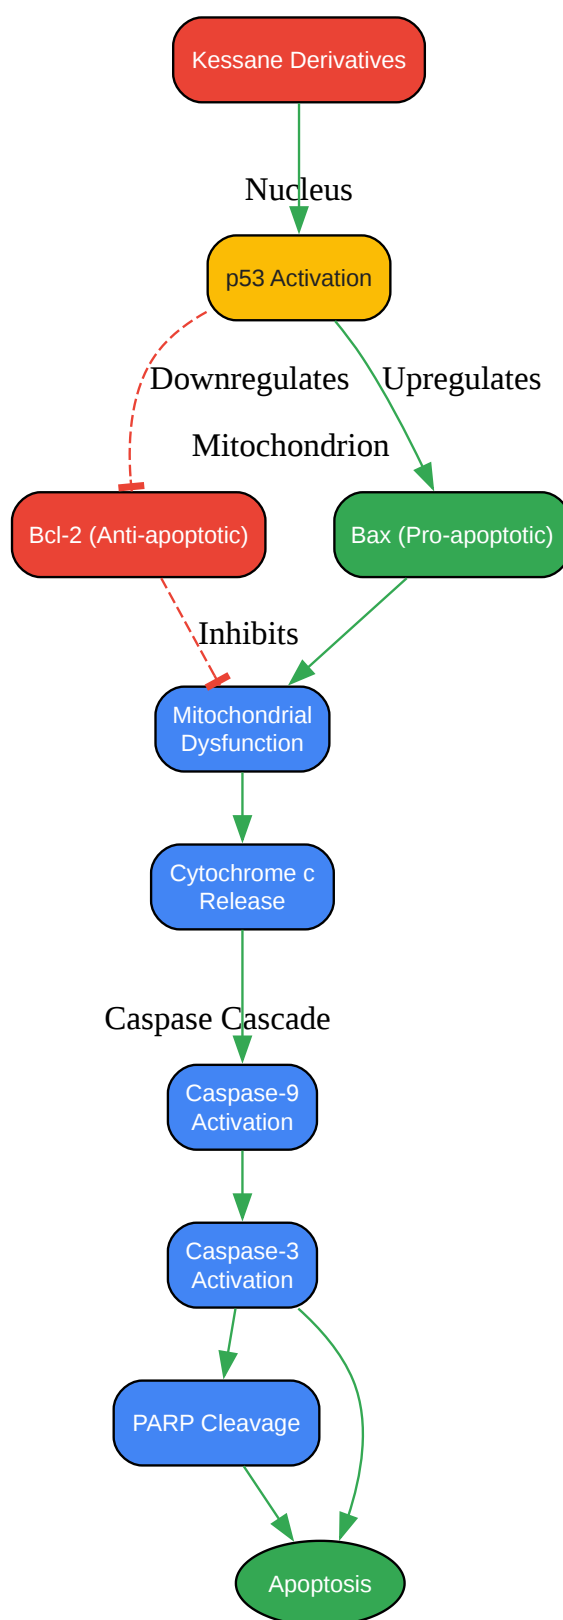 Kessane Derivatives
Nucleus
p53 Activation
Downregulates
Upregulates
Mitochondrion
Bcl-2 (Anti-apoptotic)
Bax (Pro-apoptotic)
Inhibits
Mitochondrial
Dysfunction
Cytochrome c
Release
Caspase Cascade
Caspase-9
Activation
Caspase-3
Activation
PARP Cleavage
Apoptosis